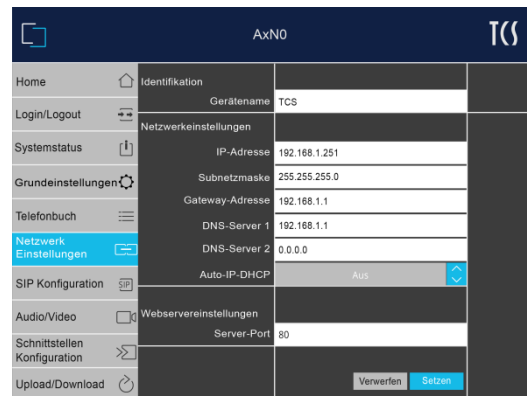 AxN0
TCS
Home
Login/Logout
Systemstatus
Grundeinstellungen
Telefonbuch
Netzwerk
Einstellungen
SIP Konfiguration
SIP
Audio/Video
Schnittstellen
Konfiguration
Upload/Download
Identifikation
Gerätename TCS
Netzwerkeinstellungen
IP-Adresse 192.168.1.251
Subnetzmaske 255.255.255.0
Gateway-Adresse 192.168.1.1
DNS-Server 1 192.168.1.1
DNS-Server 2 0.0.0.0
Auto-IP-DHCP Aus
Webservereinstellungen
Server-Port 80
Verwerfen Setzen